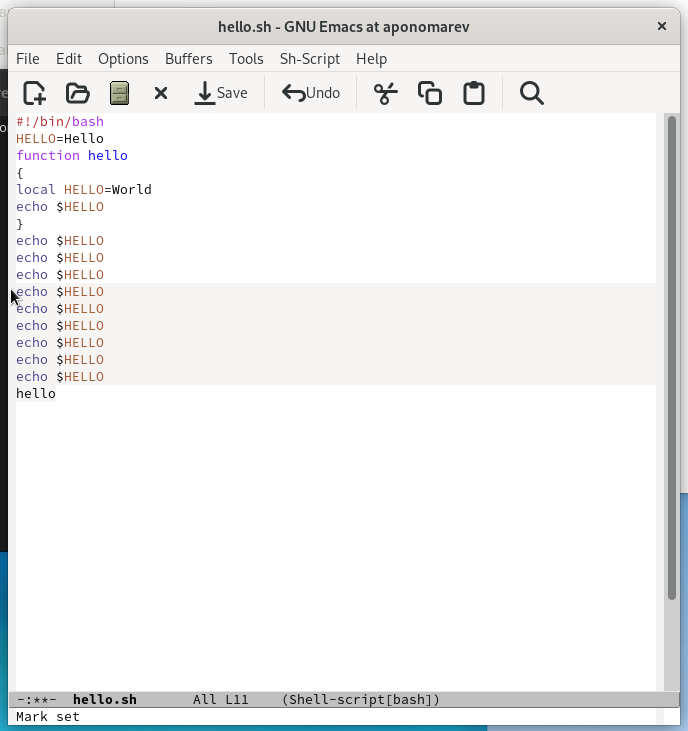 hello.sh - GNU Emacs at aponomarev
File Edit Options Buffers Tools Sh-Script Help
Save Undo
#!/bin/bash
HELLO=Hello
function hello
{
local HELLO=World
echo $HELLO
}
echo $HELLO
echo $HELLO
echo $HELLO
echo $HELLO
echo $HELLO
echo $HELLO
echo $HELLO
echo $HELLO
echo $HELLO
hello
-:**- hello.sh All L11 (Shell-script[bash])
Mark set